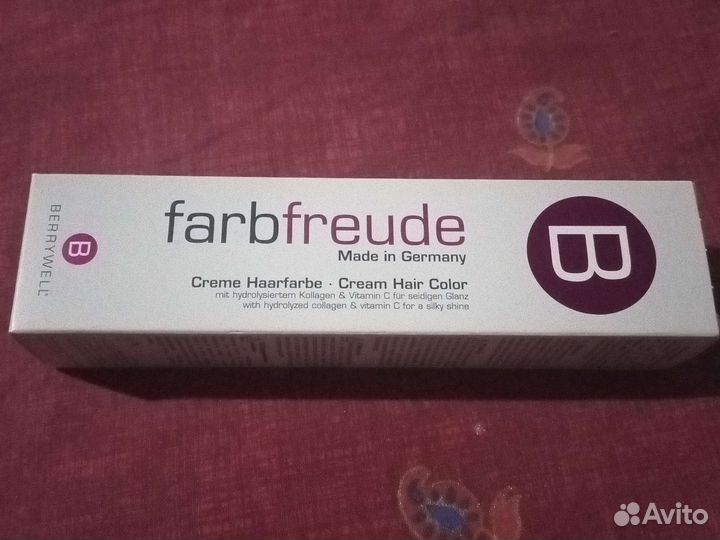 BERRYWELL®
B
farbfreude
Made in Germany
Creme Haarfarbe · Cream Hair Color
mit hydrolysiertem Kollagen & Vitamin C für seidigen Glanz
with hydrolyzed collagen & vitamin C for a silky shine
B
Avito